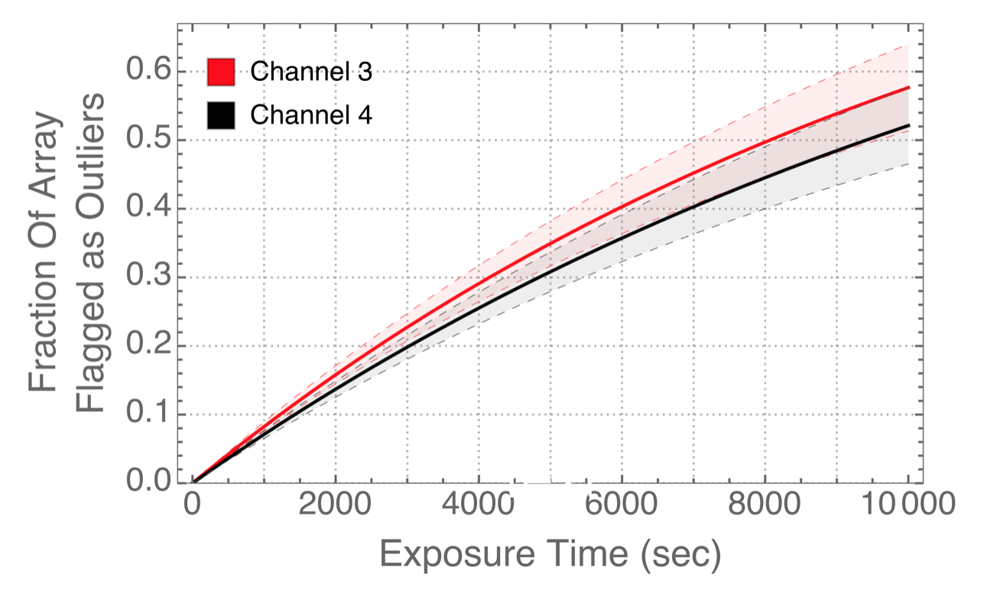 Fraction Of Array
Flagged as Outliers
0.6
0.5
0.4
0.3
0.2
0.1
0.0
Channel 3
Channel 4
0 2000 4000 6000 8000 10 000
Exposure Time (sec)